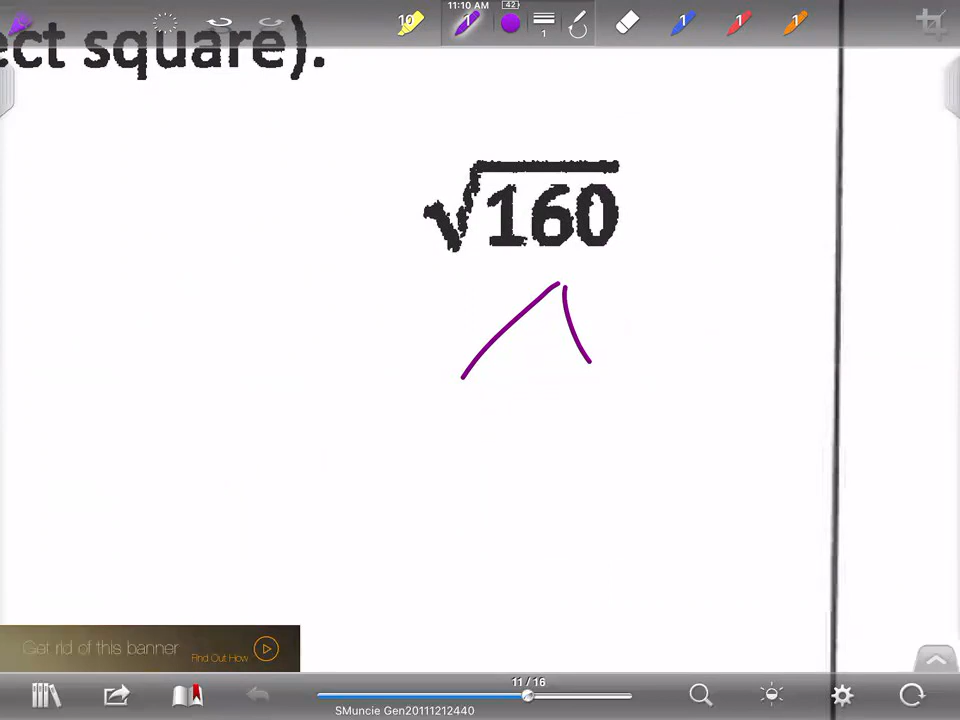 11:10 AM
42
10
1
1
1
1
1
ect square).
√160
Get rid of this banner
Find Out How
11 / 16
SMuncie Gen20111212440